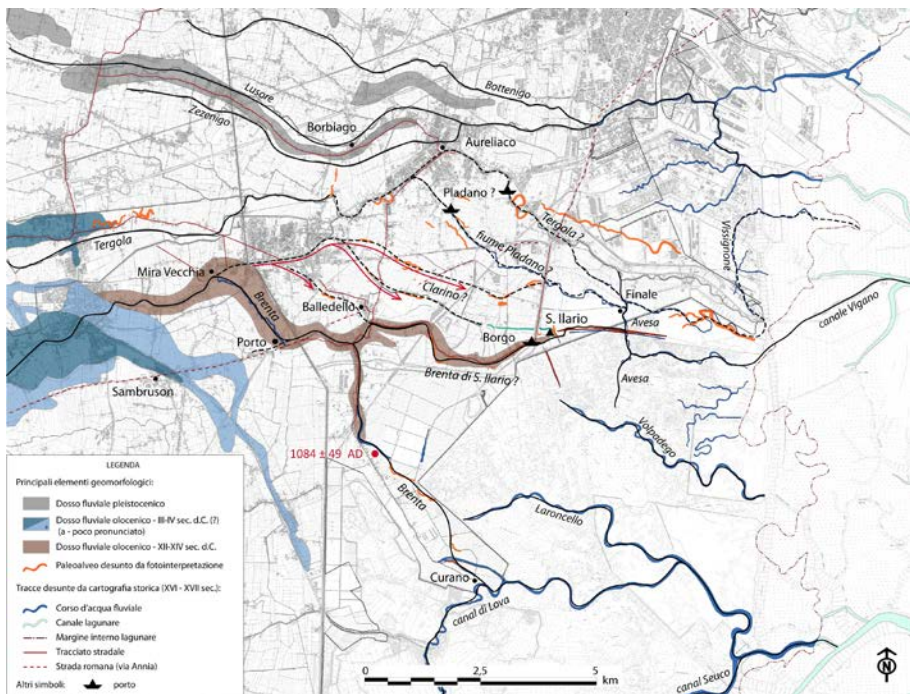 Bottenigo
Lusore
Zezenigo
Borbiago
Aureliaco
Pladano ?
Tergola ?
Vissignone
Tergola
fiume Pladano ?
Mira Vecchia
Clarino ?
Brenta
Balledello
Finale
S. Ilario
Avesa
canale Vigano
Porto
Borgo
Brenta di S. Ilario ?
Avesa
Sambruson
Volpadego
1084 ± 49 AD
Brenta
Laroncello
Curano
canal di Lova
canal Seuco
LEGENDA
Principali elementi geomorfologici:
Dosso fluviale pleistocenico
Dosso fluviale olocenico - III-IV sec. d.C. (?)
(a - poco pronunciato)
Dosso fluviale olocenico - XII-XIV sec. d.C.
Paleoalveo desunto da fotointerpretazione
Tracce desunte da cartografia storica (XVI - XVII sec.):
Corso d'acqua fluviale
Canale lagunare
Margine interno lagunare
Tracciato stradale
Strada romana (via Annia)
Altri simboli: porto
0 2,5 5
km
N